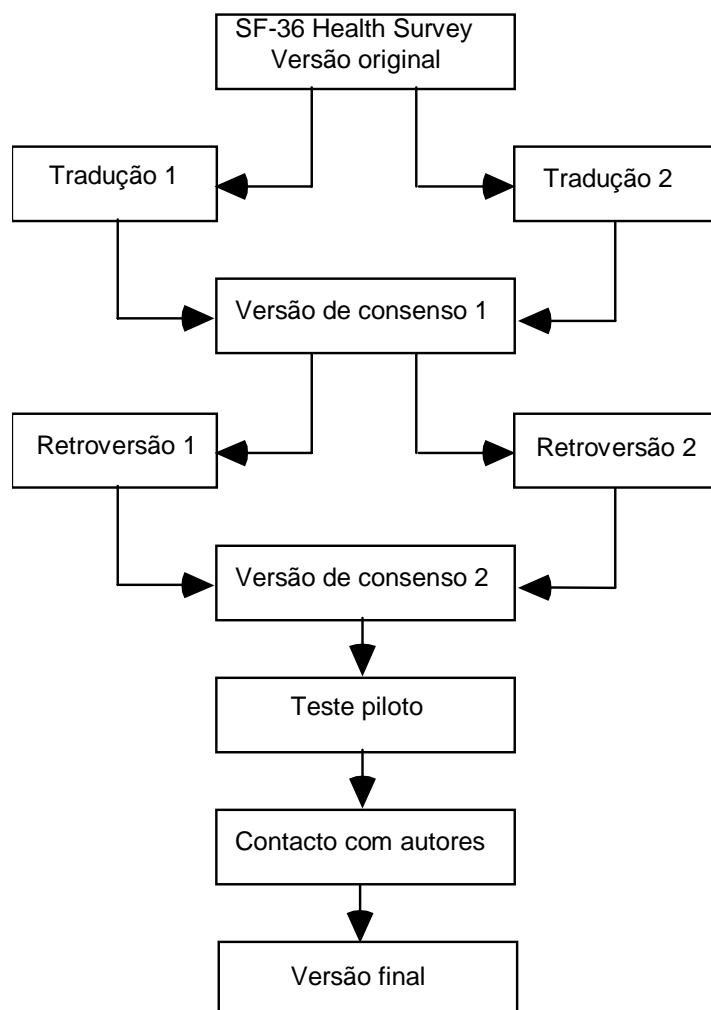 SF-36 Health Survey
Versão original
Tradução 1
Tradução 2
Versão de consenso 1
Retroversão 1
Retroversão 2
Versão de consenso 2
Teste piloto
Contacto com autores
Versão final